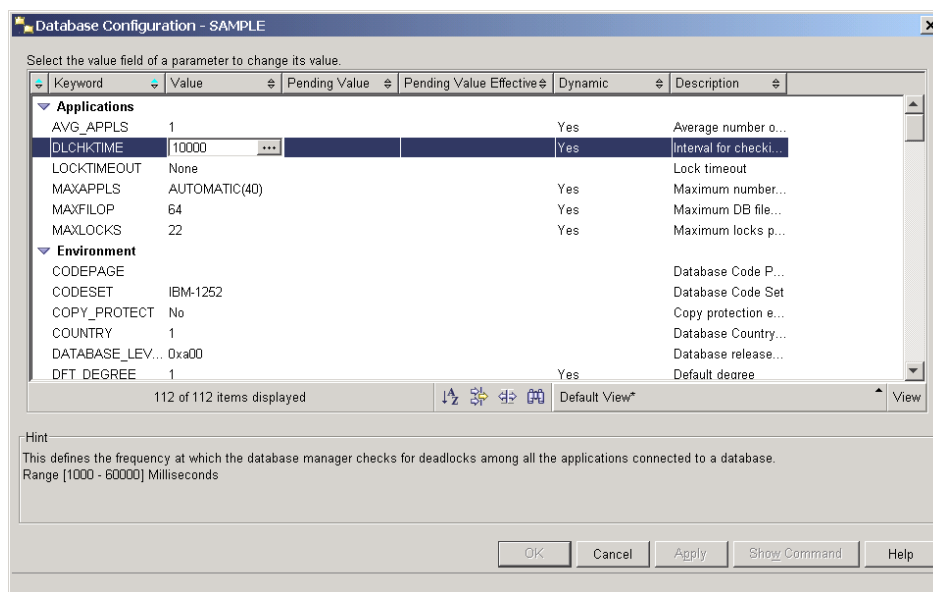 Database Configuration - SAMPLE
Select the value field of a parameter to change its value.
Keyword Value Pending Value Pending Value Effective Dynamic Description
Applications
AVG_APPLS 1 Yes Average number o...
DLCHKTIME 10000 ... Yes Interval for checki...
LOCKTIMEOUT None Lock timeout
MAXAPPLS AUTOMATIC(40) Yes Maximum number...
MAXFILOP 64 Yes Maximum DB file...
MAXLOCKS 22 Yes Maximum locks p...
Environment
CODEPAGE Database Code P...
CODESET IBM-1252 Database Code Set
COPY_PROTECT No Copy protection e...
COUNTRY 1 Database Country...
DATABASE_LEV... 0xa00 Database release...
DFT_DEGREE 1 Yes Default degree
112 of 112 items displayed Default View* View
Hint
This defines the frequency at which the database manager checks for deadlocks among all the applications connected to a database.
Range [1000 - 60000] Milliseconds
OK Cancel Apply Show Command Help